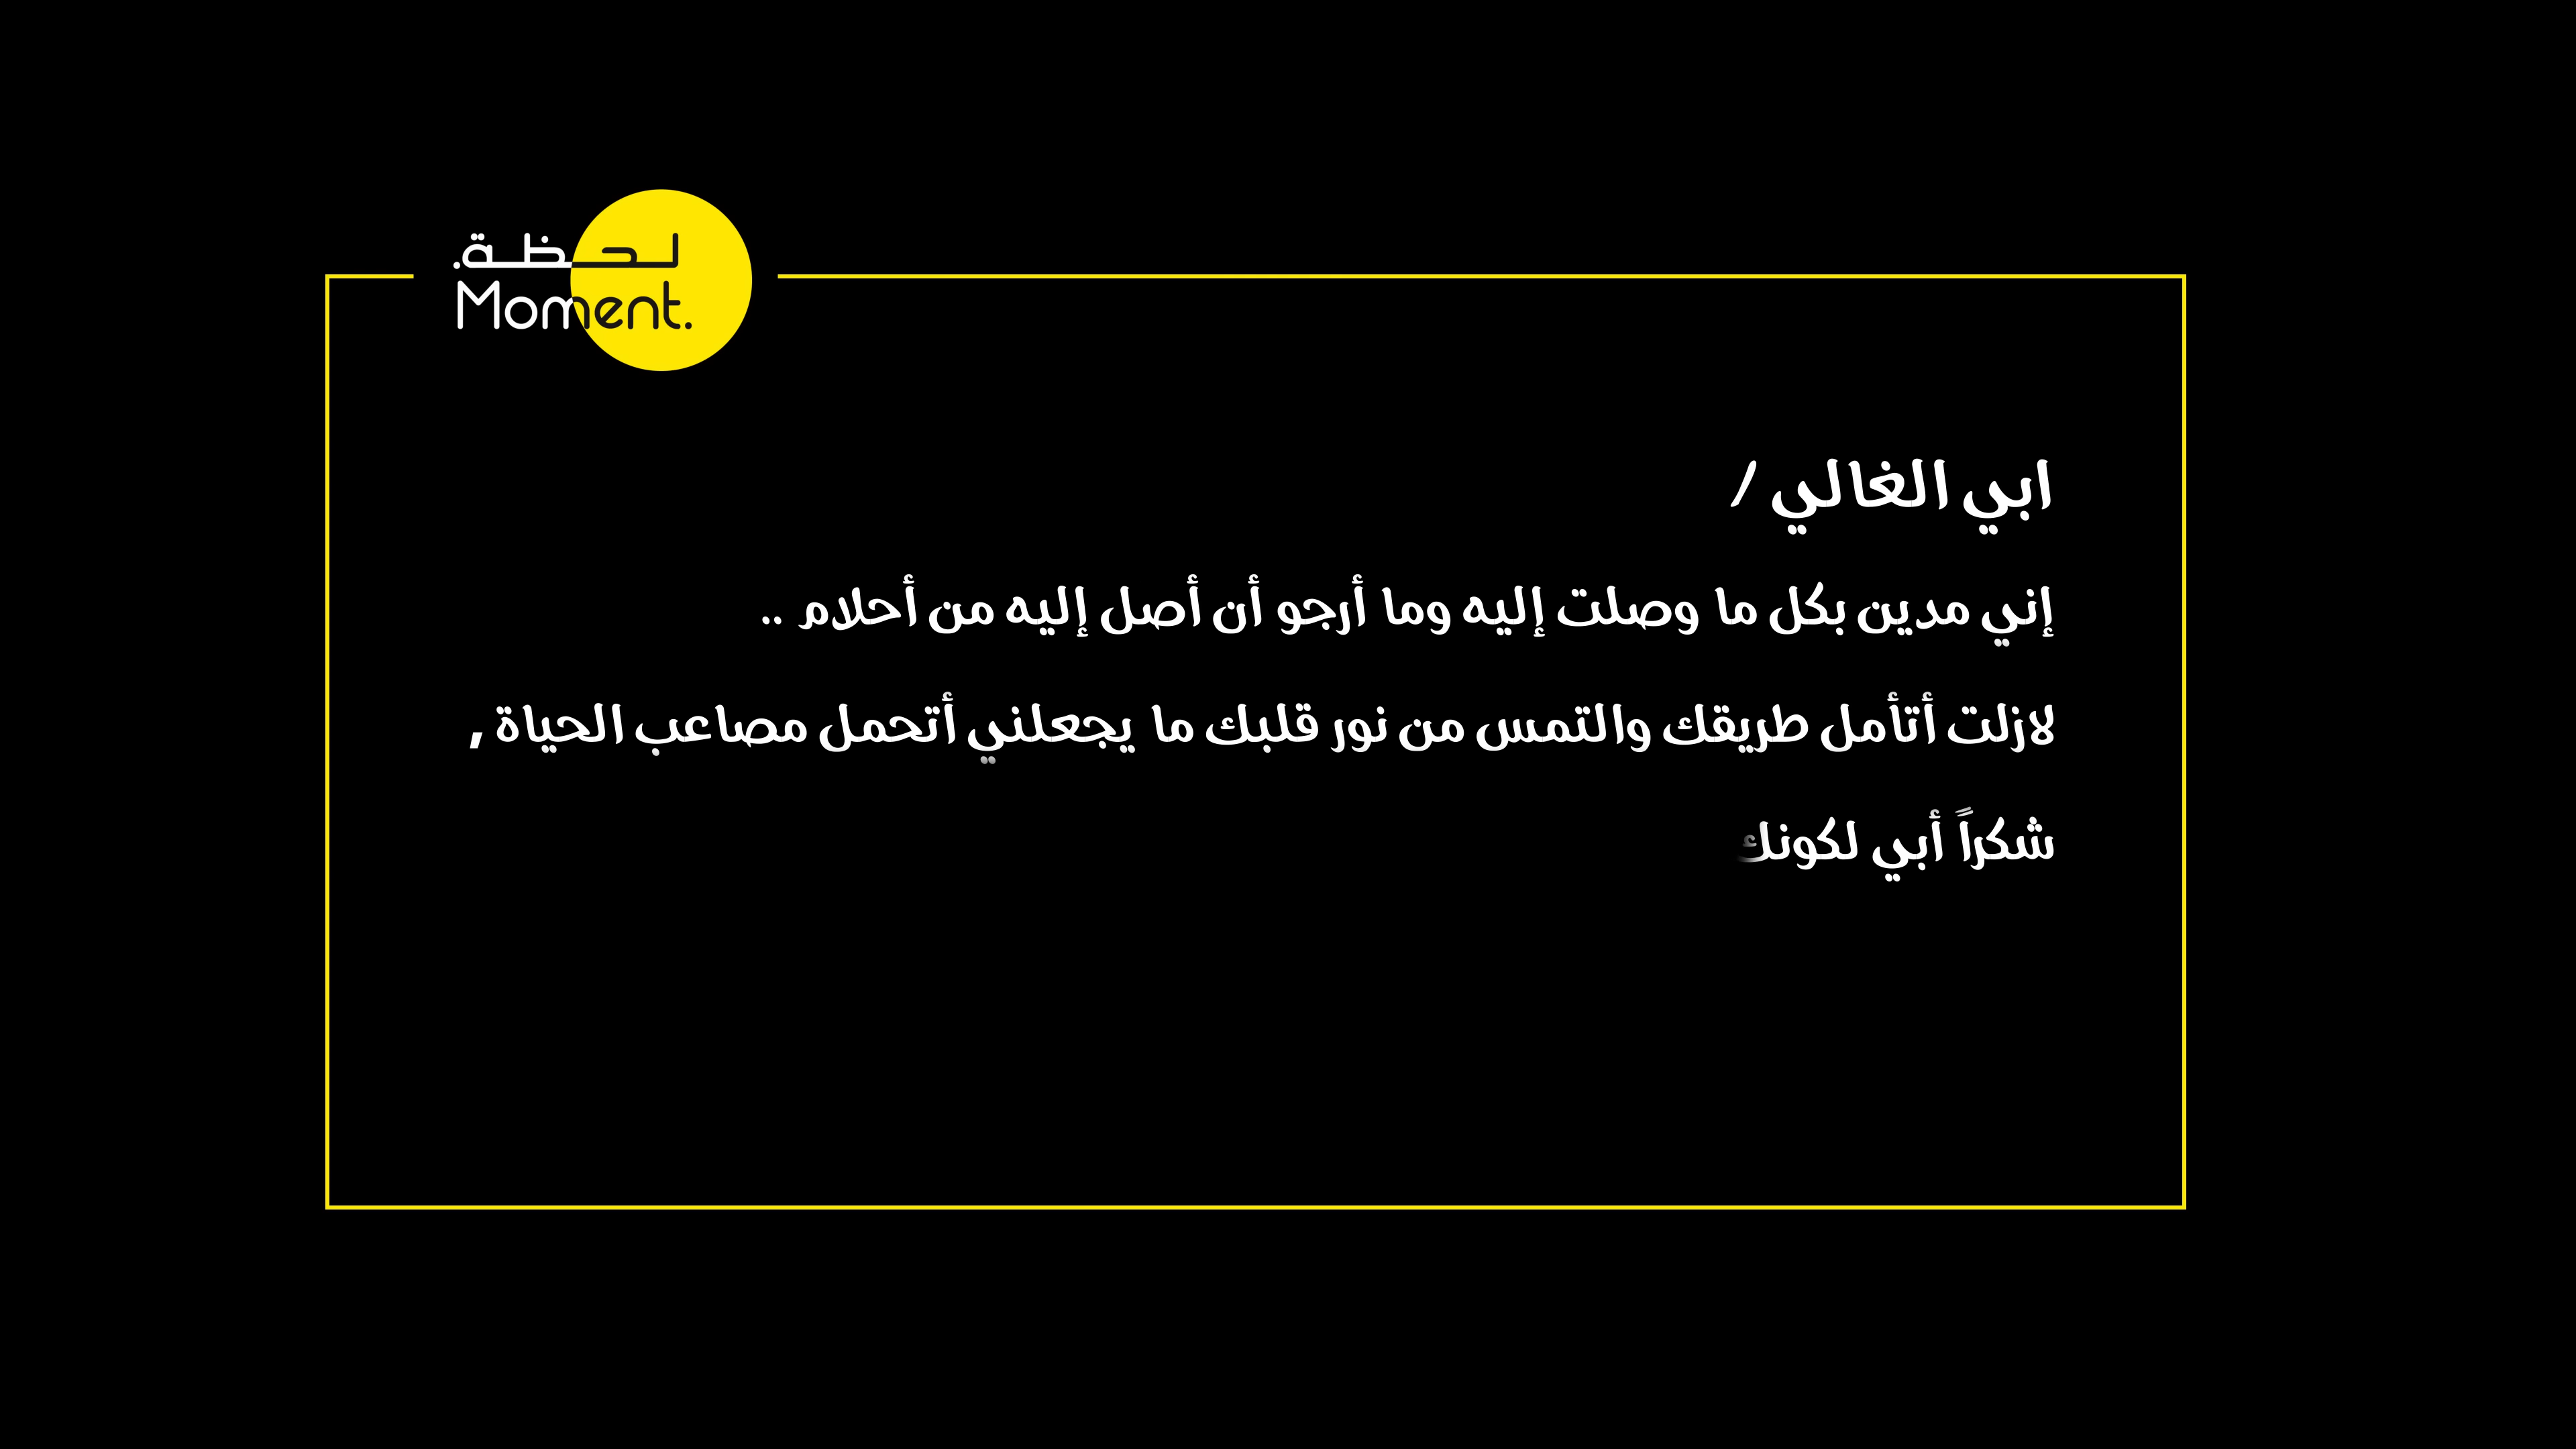 لحظة.
Moment.
ابي الغالي /
إني مدين بكل ما وصلت إليه وما أرجو أن أصل إليه من أحلام ..
لازلت أتأمل طريقك والتمس من نور قلبك ما يجعلني أتحمل مصاعب الحياة ,
شكراً أبي لكونك